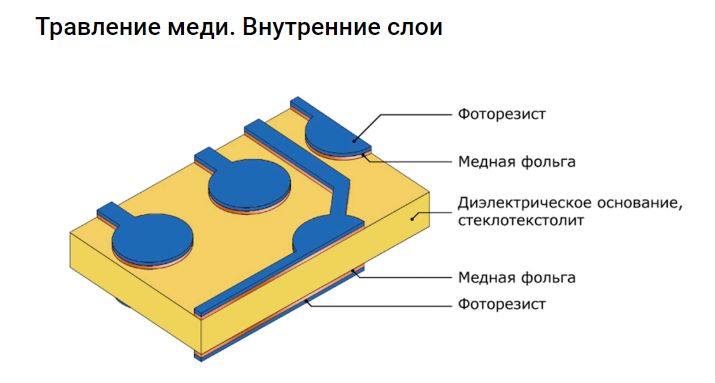 Травление меди. Внутренние слои
Фоторезист
Медная фольга
Диэлектрическое основание,
стеклотекстолит
Медная фольга
Фоторезист